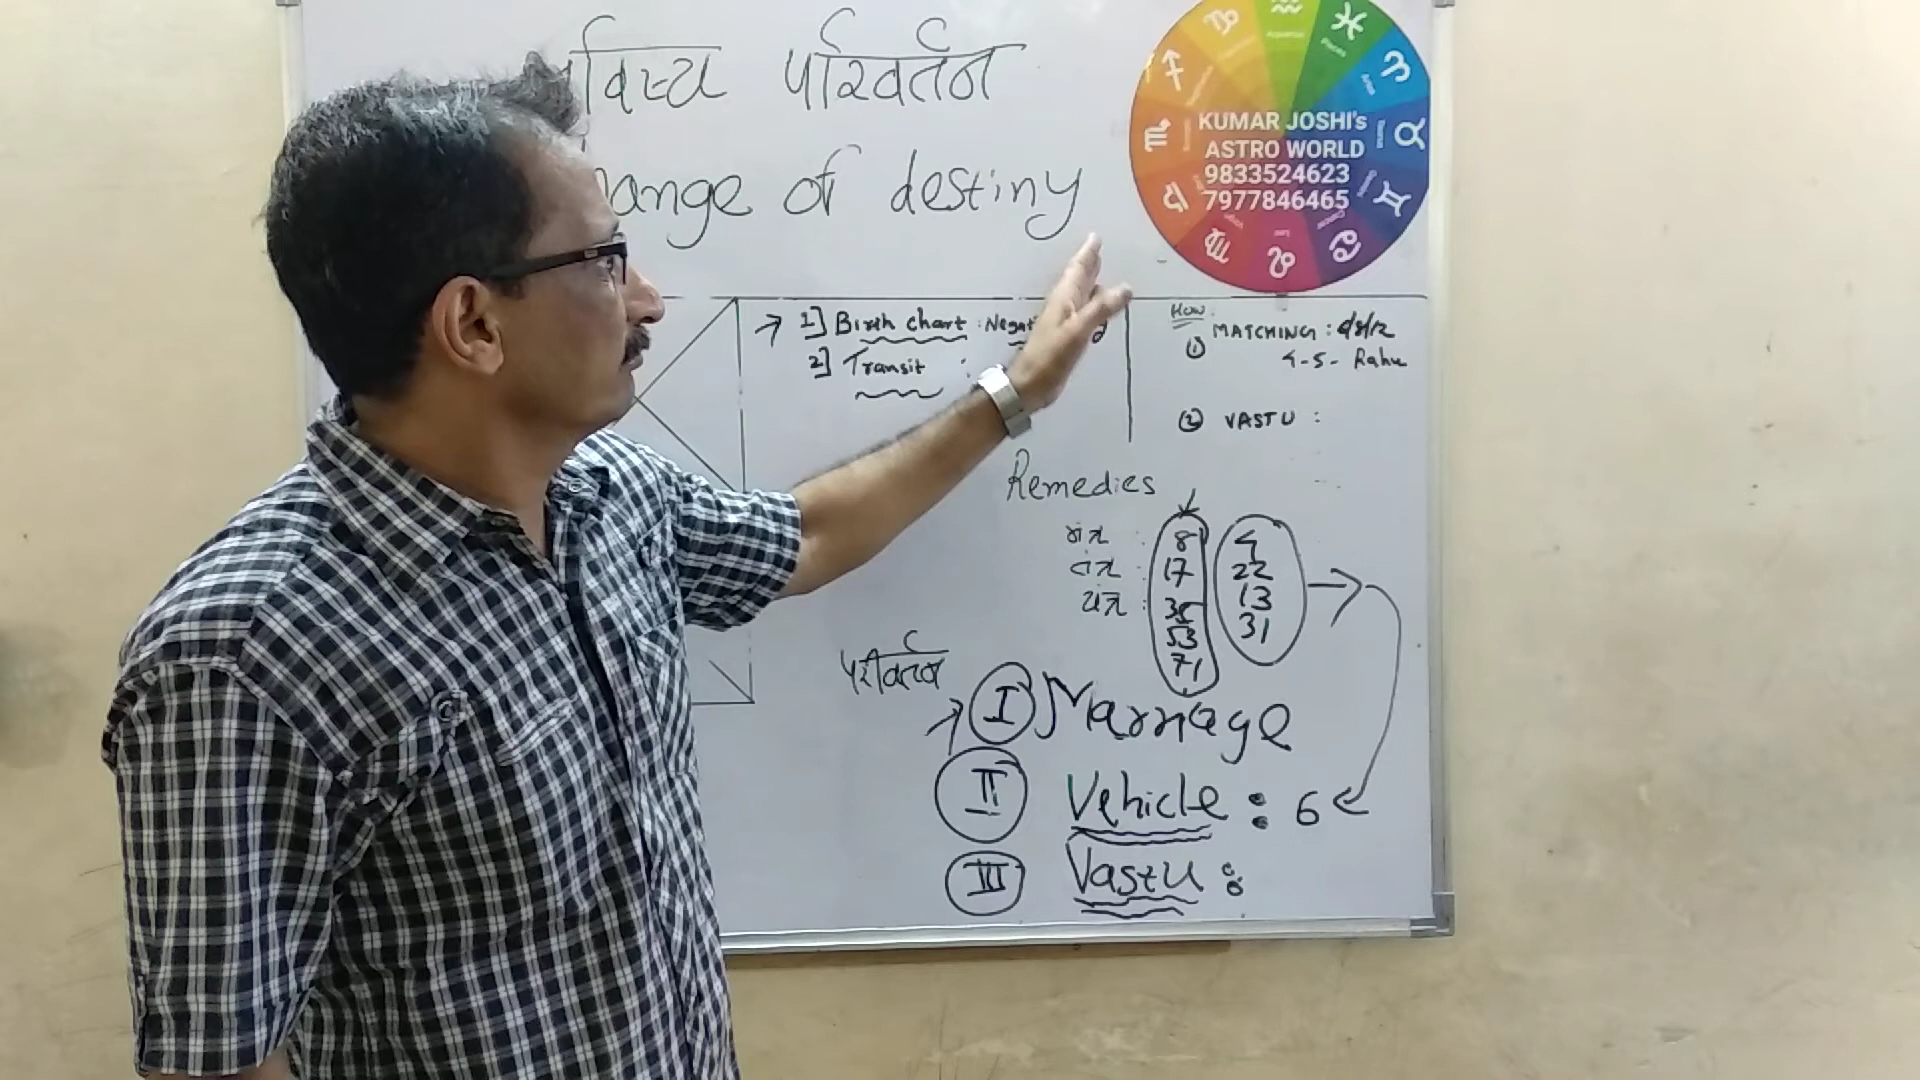 परिवर्तन
of destiny
KUMAR JOSHI's
ASTRO WORLD
9833524623
7977846465
1] Birth chart :
2] Transit :
How:
① MATCHING : 
4-5- Rahu
② VASTU :
Remedies
मंत्र : 8 4
तंत्र : 17 22
यंत्र : 35 13
53 31
71
परीवर्तन
I Marriage
II Vehicle : 6
III Vastu :